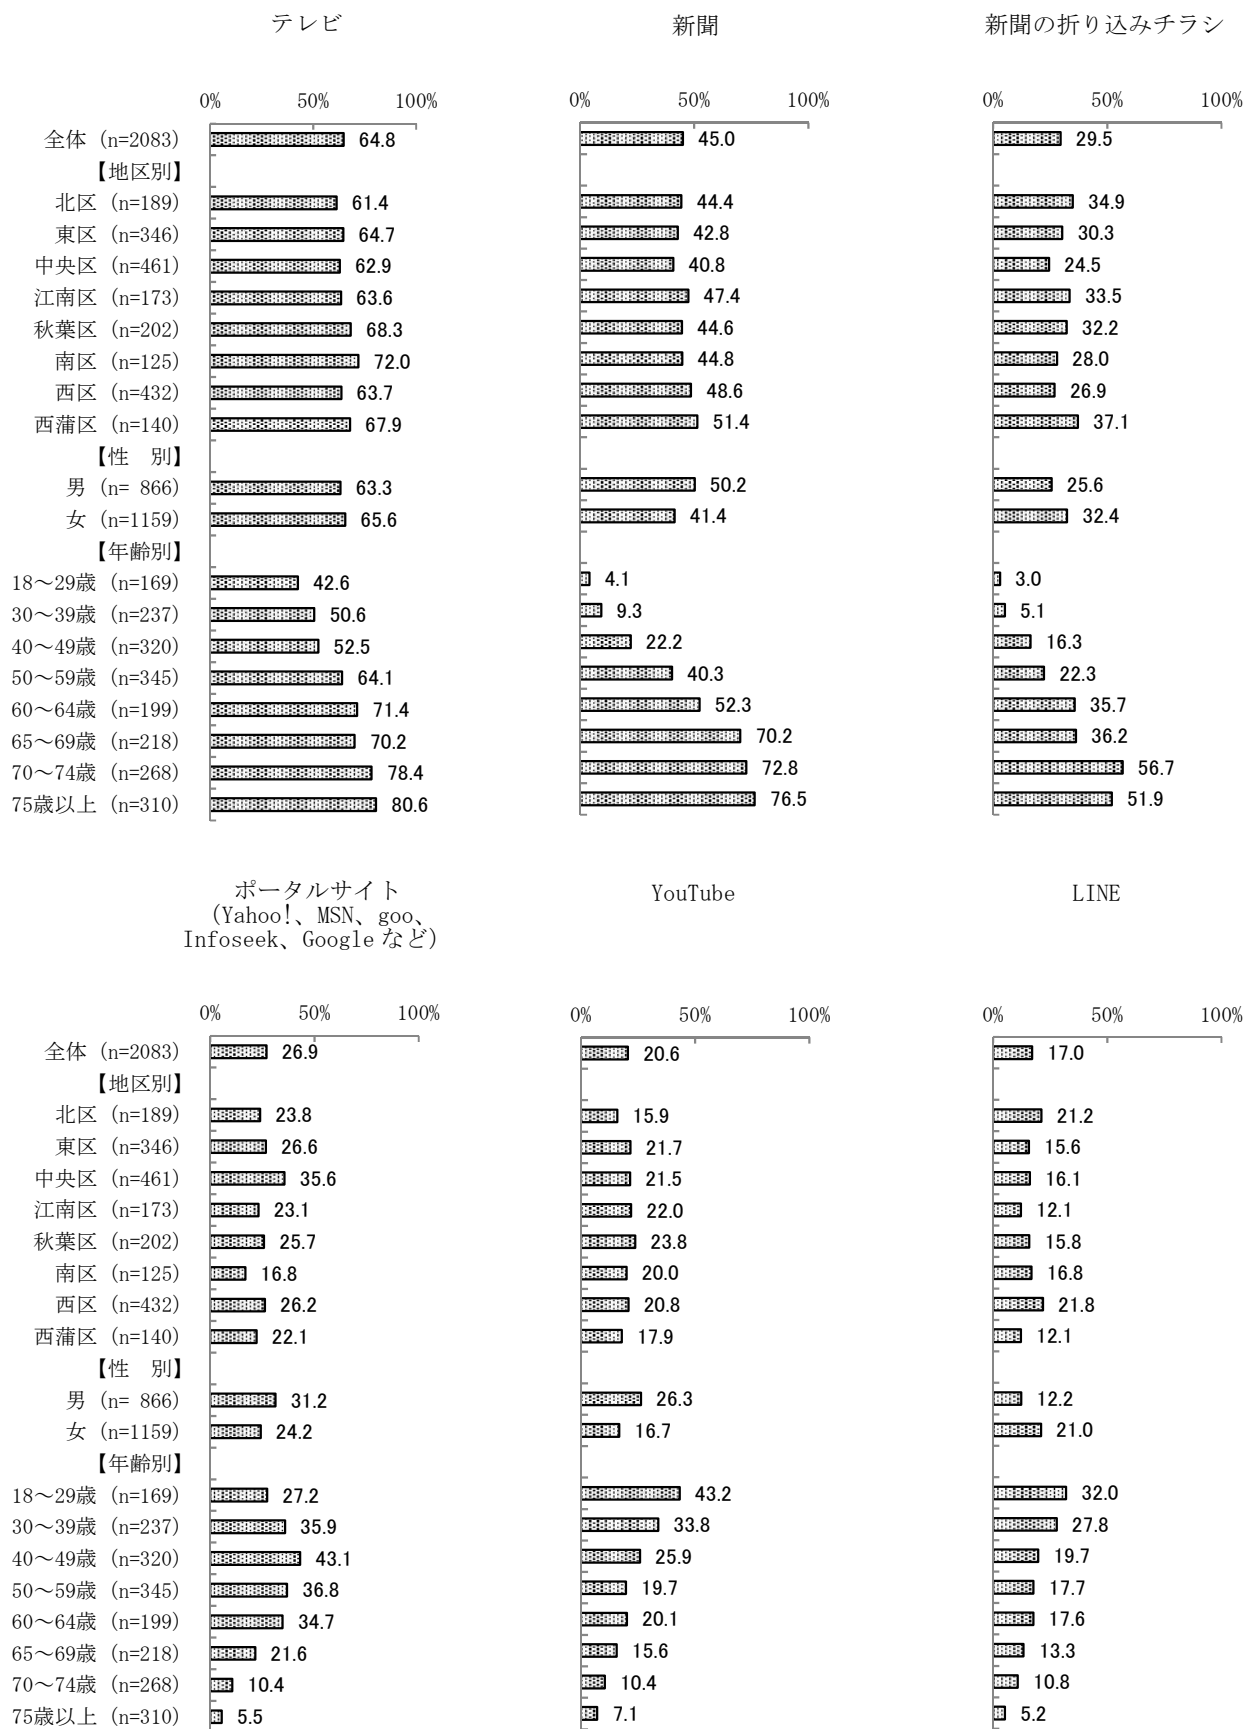 テレビ
新聞
新聞の折り込みチラシ
0% 50% 100% 0% 50% 100% 0% 50% 100%
全体 (n=2083) 64.8 45.0 29.5
【地区別】
北区 (n=189) 61.4 44.4 34.9
東区 (n=346) 64.7 42.8 30.3
中央区 (n=461) 62.9 40.8 24.5
江南区 (n=173) 63.6 47.4 33.5
秋葉区 (n=202) 68.3 44.6 32.2
南区 (n=125) 72.0 44.8 28.0
西区 (n=432) 63.7 48.6 26.9
西蒲区 (n=140) 67.9 51.4 37.1
【性　別】
男 (n= 866) 63.3 50.2 25.6
女 (n=1159) 65.6 41.4 32.4
【年齢別】
18～29歳 (n=169) 42.6 4.1 3.0
30～39歳 (n=237) 50.6 9.3 5.1
40～49歳 (n=320) 52.5 22.2 16.3
50～59歳 (n=345) 64.1 40.3 22.3
60～64歳 (n=199) 71.4 52.3 35.7
65～69歳 (n=218) 70.2 70.2 36.2
70～74歳 (n=268) 78.4 72.8 56.7
75歳以上 (n=310) 80.6 76.5 51.9
ポータルサイト
(Yahoo!、MSN、goo、
Infoseek、Google など)
YouTube
LINE
0% 50% 100% 0% 50% 100% 0% 50% 100%
全体 (n=2083) 26.9 20.6 17.0
【地区別】
北区 (n=189) 23.8 15.9 21.2
東区 (n=346) 26.6 21.7 15.6
中央区 (n=461) 35.6 21.5 16.1
江南区 (n=173) 23.1 22.0 12.1
秋葉区 (n=202) 25.7 23.8 15.8
南区 (n=125) 16.8 20.0 16.8
西区 (n=432) 26.2 20.8 21.8
西蒲区 (n=140) 22.1 17.9 12.1
【性　別】
男 (n= 866) 31.2 26.3 12.2
女 (n=1159) 24.2 16.7 21.0
【年齢別】
18～29歳 (n=169) 27.2 43.2 32.0
30～39歳 (n=237) 35.9 33.8 27.8
40～49歳 (n=320) 43.1 25.9 19.7
50～59歳 (n=345) 36.8 19.7 17.7
60～64歳 (n=199) 34.7 20.1 17.6
65～69歳 (n=218) 21.6 15.6 13.3
70～74歳 (n=268) 10.4 10.4 10.8
75歳以上 (n=310) 5.5 7.1 5.2